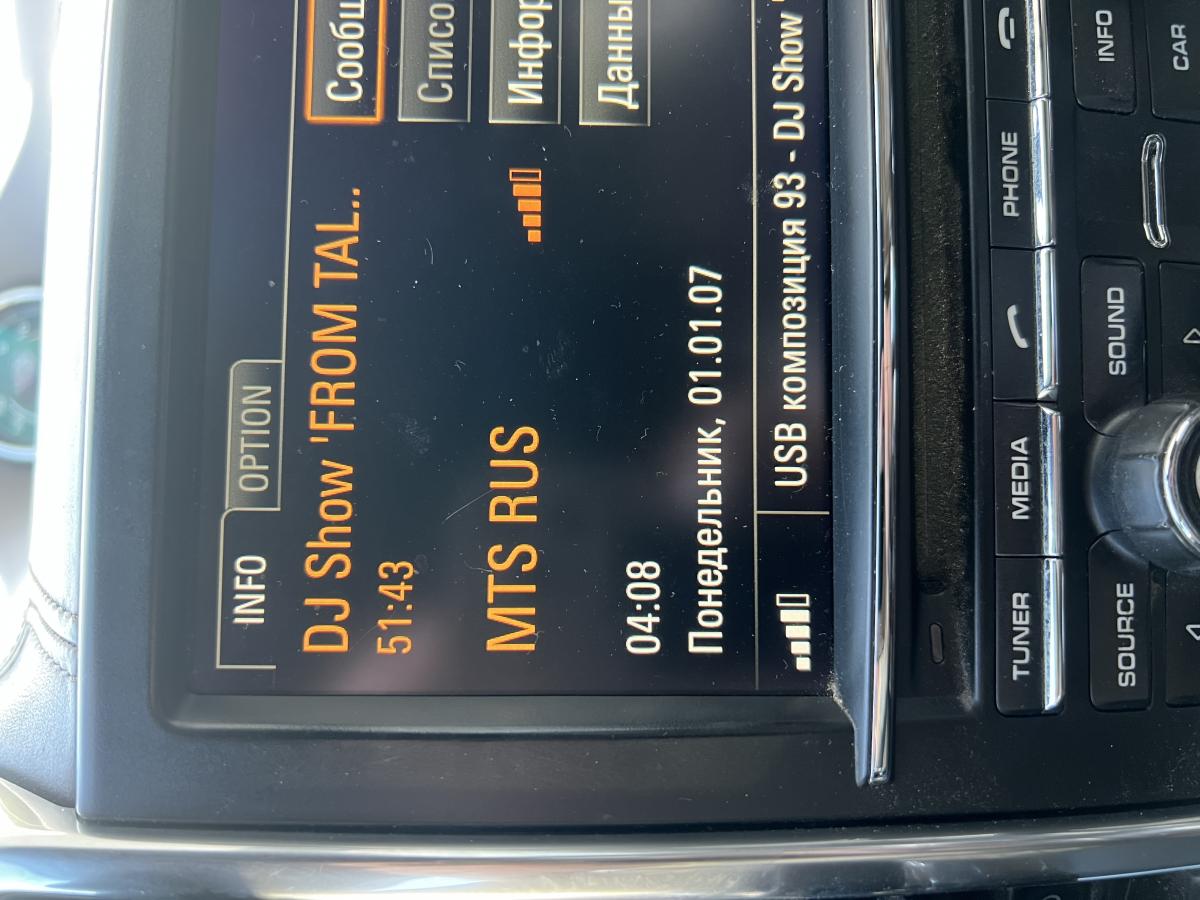 INFO
OPTION
DJ Show 'FROM TAL..
51:43
MTS RUS
04:08
Понедельник, 01.01.07
Сообщ
Списо
Инфор
Данны
USB композиция 93 - DJ Show '
TUNER
MEDIA
PHONE
SOURCE
SOUND
INFO
CAR